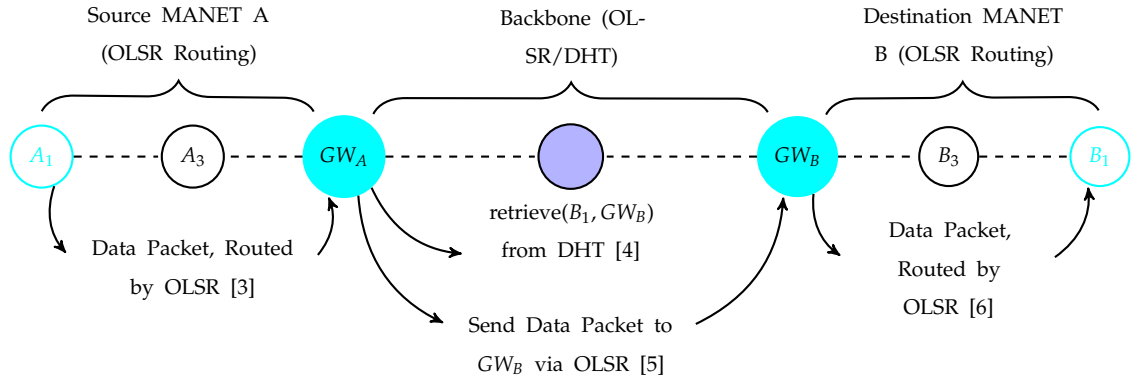 Source MANET A
(OLSR Routing)
Backbone (OL-
SR/DHT)
Destination MANET
B (OLSR Routing)
A1
A3
GWA
GWB
B3
B1
retrieve(B1, GWB)
from DHT [4]
Data Packet, Routed
by OLSR [3]
Data Packet,
Routed by
OLSR [6]
Send Data Packet to
GWB via OLSR [5]